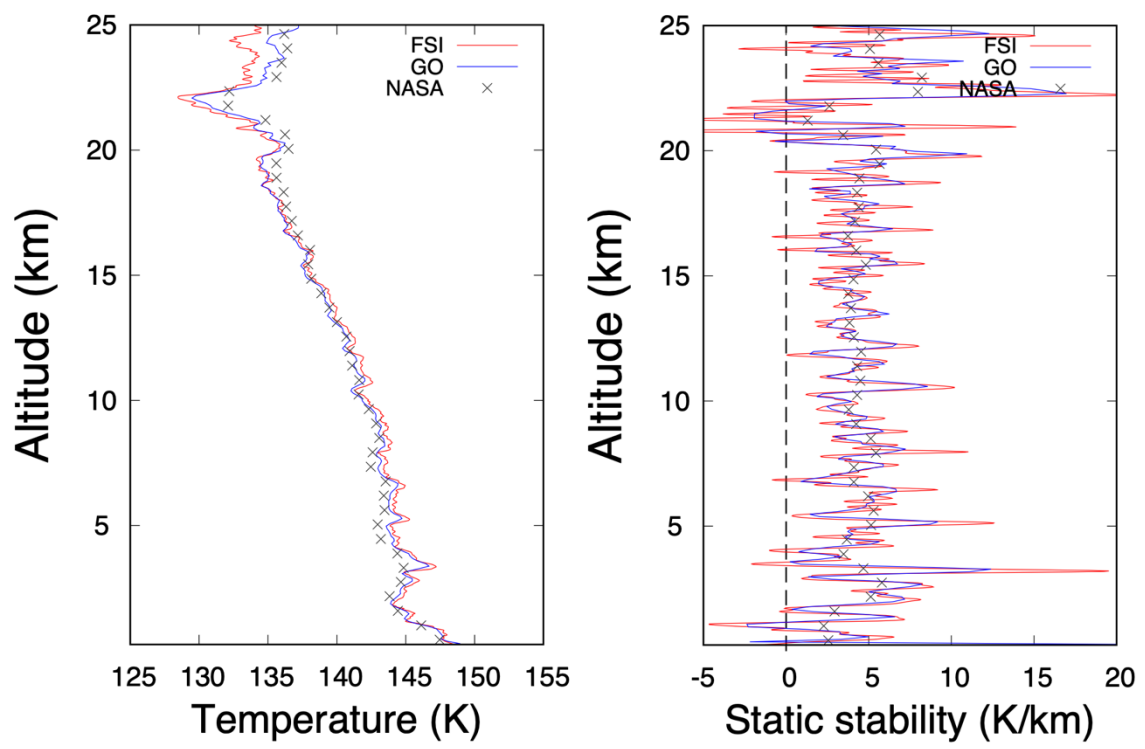 25
20
15
10
5
Altitude (km)
FSI
GO
NASA
125 130 135 140 145 150 155
Temperature (K)
25
20
15
10
5
Altitude (km)
FSI
GO
NASA
-5 0 5 10 15 20
Static stability (K/km)